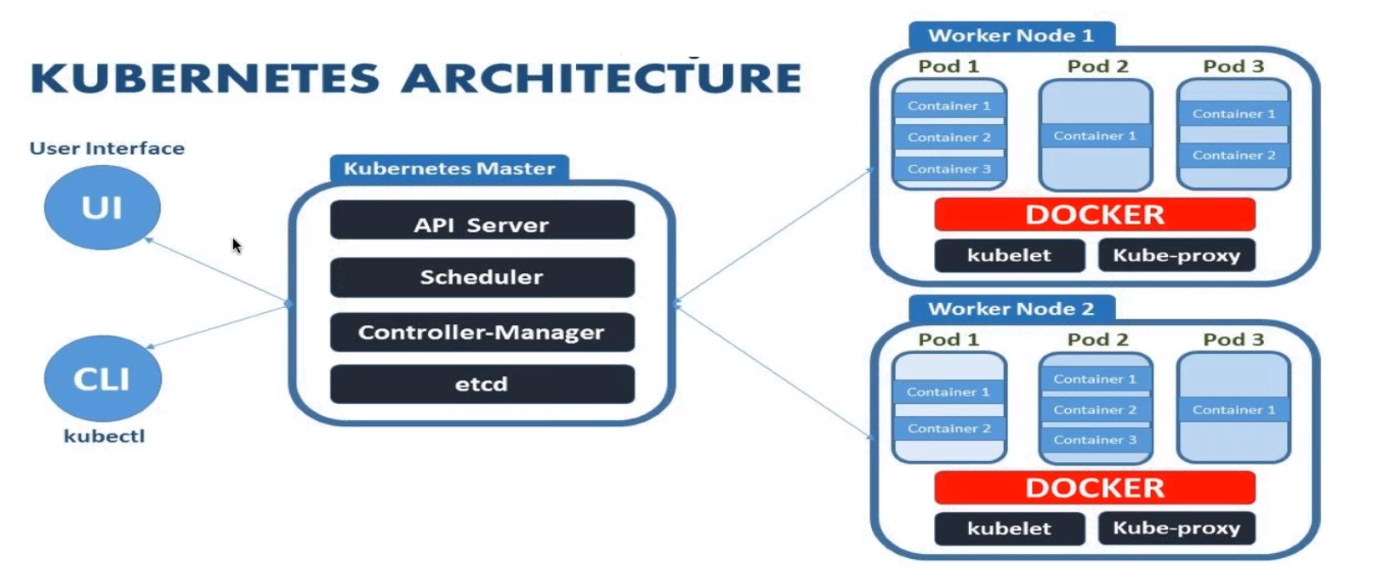 KUBERNETES ARCHITECTURE
User Interface
UI
CLI
kubectl
Kubernetes Master
API Server
Scheduler
Controller-Manager
etcd
Worker Node 1
Pod 1 Pod 2 Pod 3
Container 1
Container 2
Container 3
Container 1
Container 1
Container 2
DOCKER
kubelet Kube-proxy
Worker Node 2
Pod 1 Pod 2 Pod 3
Container 1
Container 2
Container 1
Container 2
Container 3
Container 1
DOCKER
kubelet Kube-proxy